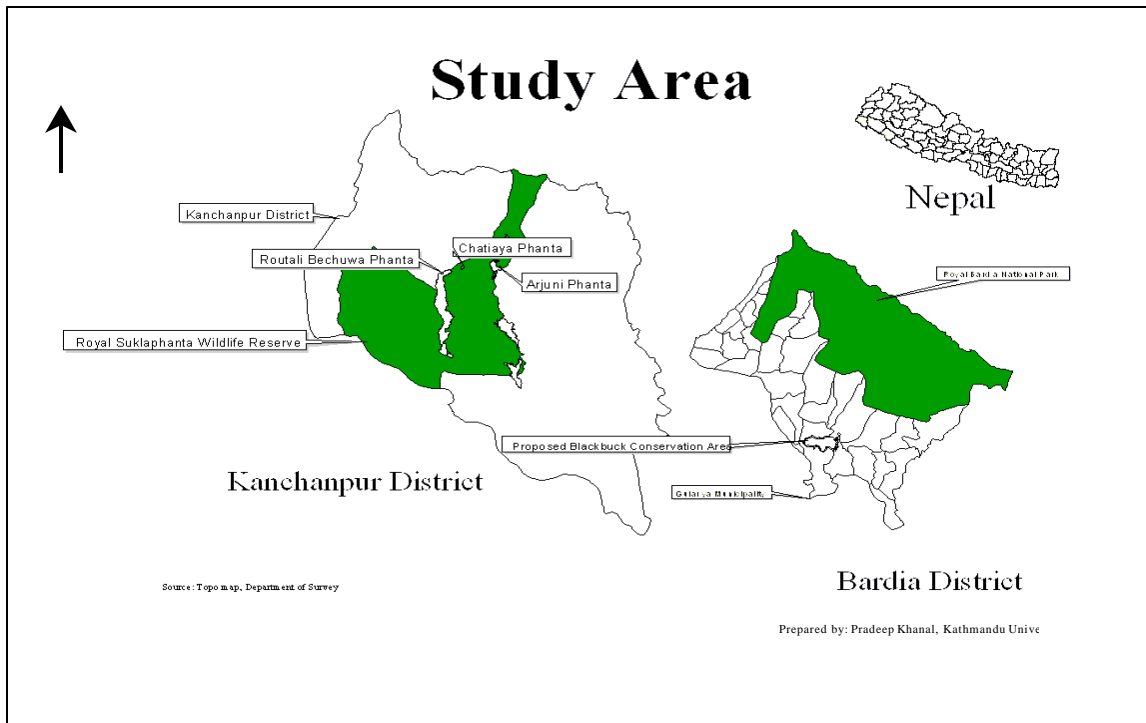 Study Area
Nepal
Kanchanpur District
Chatiaya Phanta
Routali Bechuwa Phanta
Arjuni Phanta
Royal Bardia National Park
Royal Suklaphanta Wildlife Reserve
Proposed Blackbuck Conservation Area
Kanchanpur District
Municipality
Bardia District
Source: Topo map, Department of Survey
Prepared by: Pradeep Khanal, Kathmandu Unive